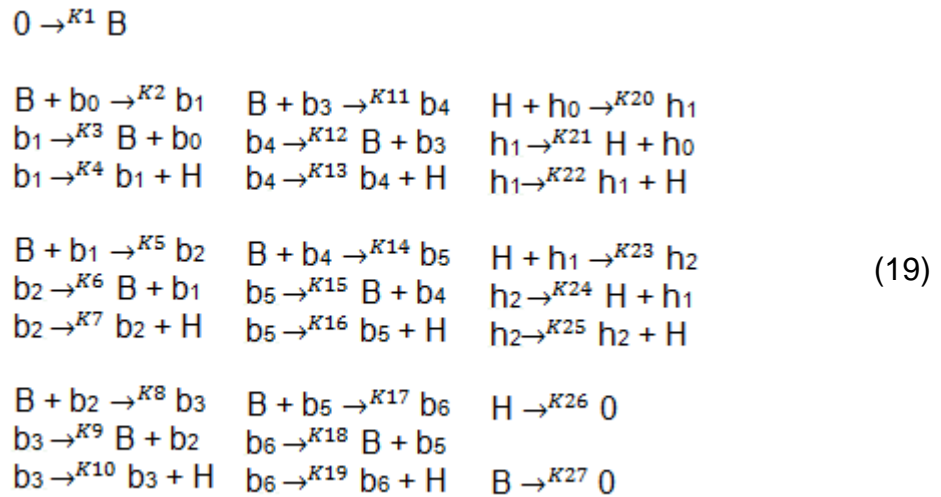 0 →ᴷ¹ B
B + b₀ →ᴷ² b₁
b₁ →ᴷ³ B + b₀
b₁ →ᴷ⁴ b₁ + H
B + b₁ →ᴷ⁵ b₂
b₂ →ᴷ⁶ B + b₁
b₂ →ᴷ⁷ b₂ + H
B + b₂ →ᴷ⁸ b₃
b₃ →ᴷ⁹ B + b₂
b₃ →ᴷ¹⁰ b₃ + H
B + b₃ →ᴷ¹¹ b₄
b₄ →ᴷ¹² B + b₃
b₄ →ᴷ¹³ b₄ + H
B + b₄ →ᴷ¹⁴ b₅
b₅ →ᴷ¹⁵ B + b₄
b₅ →ᴷ¹⁶ b₅ + H
B + b₅ →ᴷ¹⁷ b₆
b₆ →ᴷ¹⁸ B + b₅
b₆ →ᴷ¹⁹ b₆ + H
H + h₀ →ᴷ²⁰ h₁
h₁ →ᴷ²¹ H + h₀
h₁→ᴷ²² h₁ + H
H + h₁ →ᴷ²³ h₂
h₂ →ᴷ²⁴ H + h₁
h₂→ᴷ²⁵ h₂ + H
H →ᴷ²⁶ 0
B →ᴷ²⁷ 0
(19)